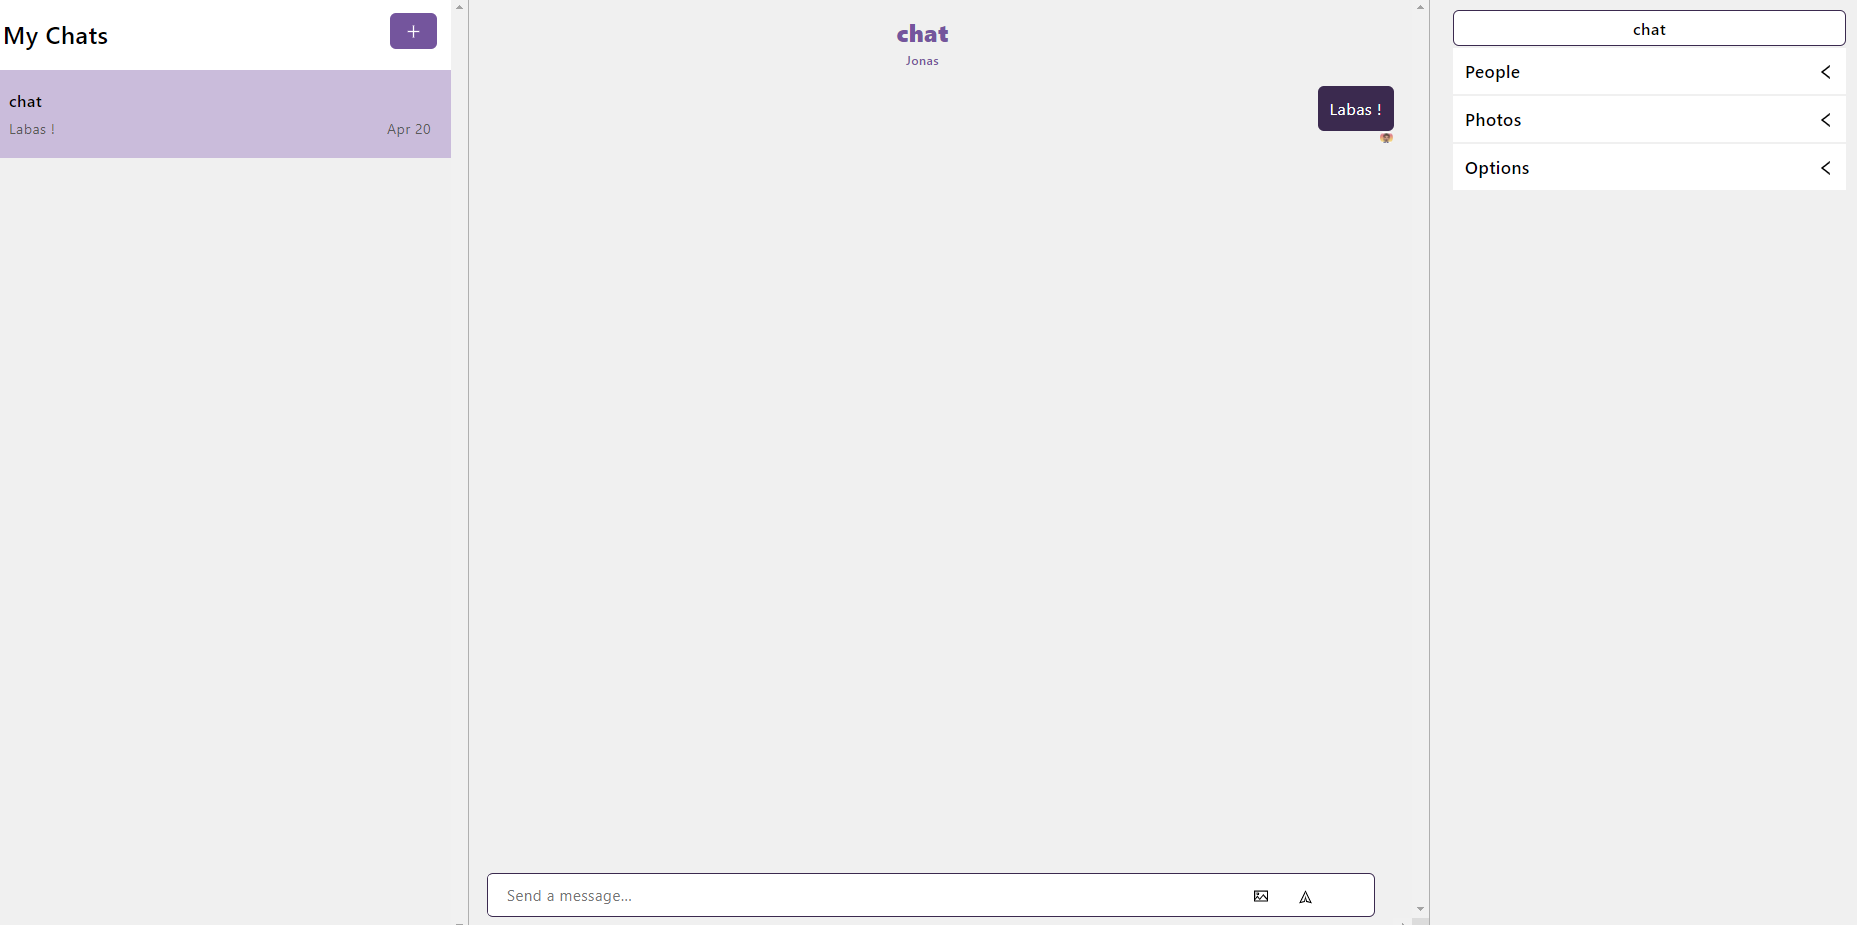 My Chats
+
chat
Labas !
Apr 20
chat
Jonas
Labas !
Send a message...
chat
People
Photos
Options